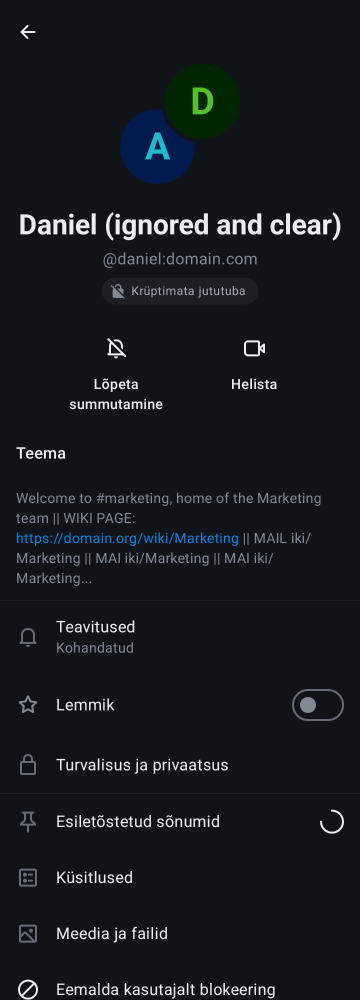 D
A
Daniel (ignored and clear)
@daniel:domain.com
Krüptimata jututuba
Lõpeta
summutamine
Helista
Teema
Welcome to #marketing, home of the Marketing
team || WIKI PAGE:
https://domain.org/wiki/Marketing || MAIL iki/
Marketing || MAI iki/Marketing || MAI iki/
Marketing...
Teavitused
Kohandatud
Lemmik
Turvalisus ja privaatsus
Esiletõstetud sõnumid
Küsitlused
Meedia ja failid
Eemalda kasutajalt blokeering